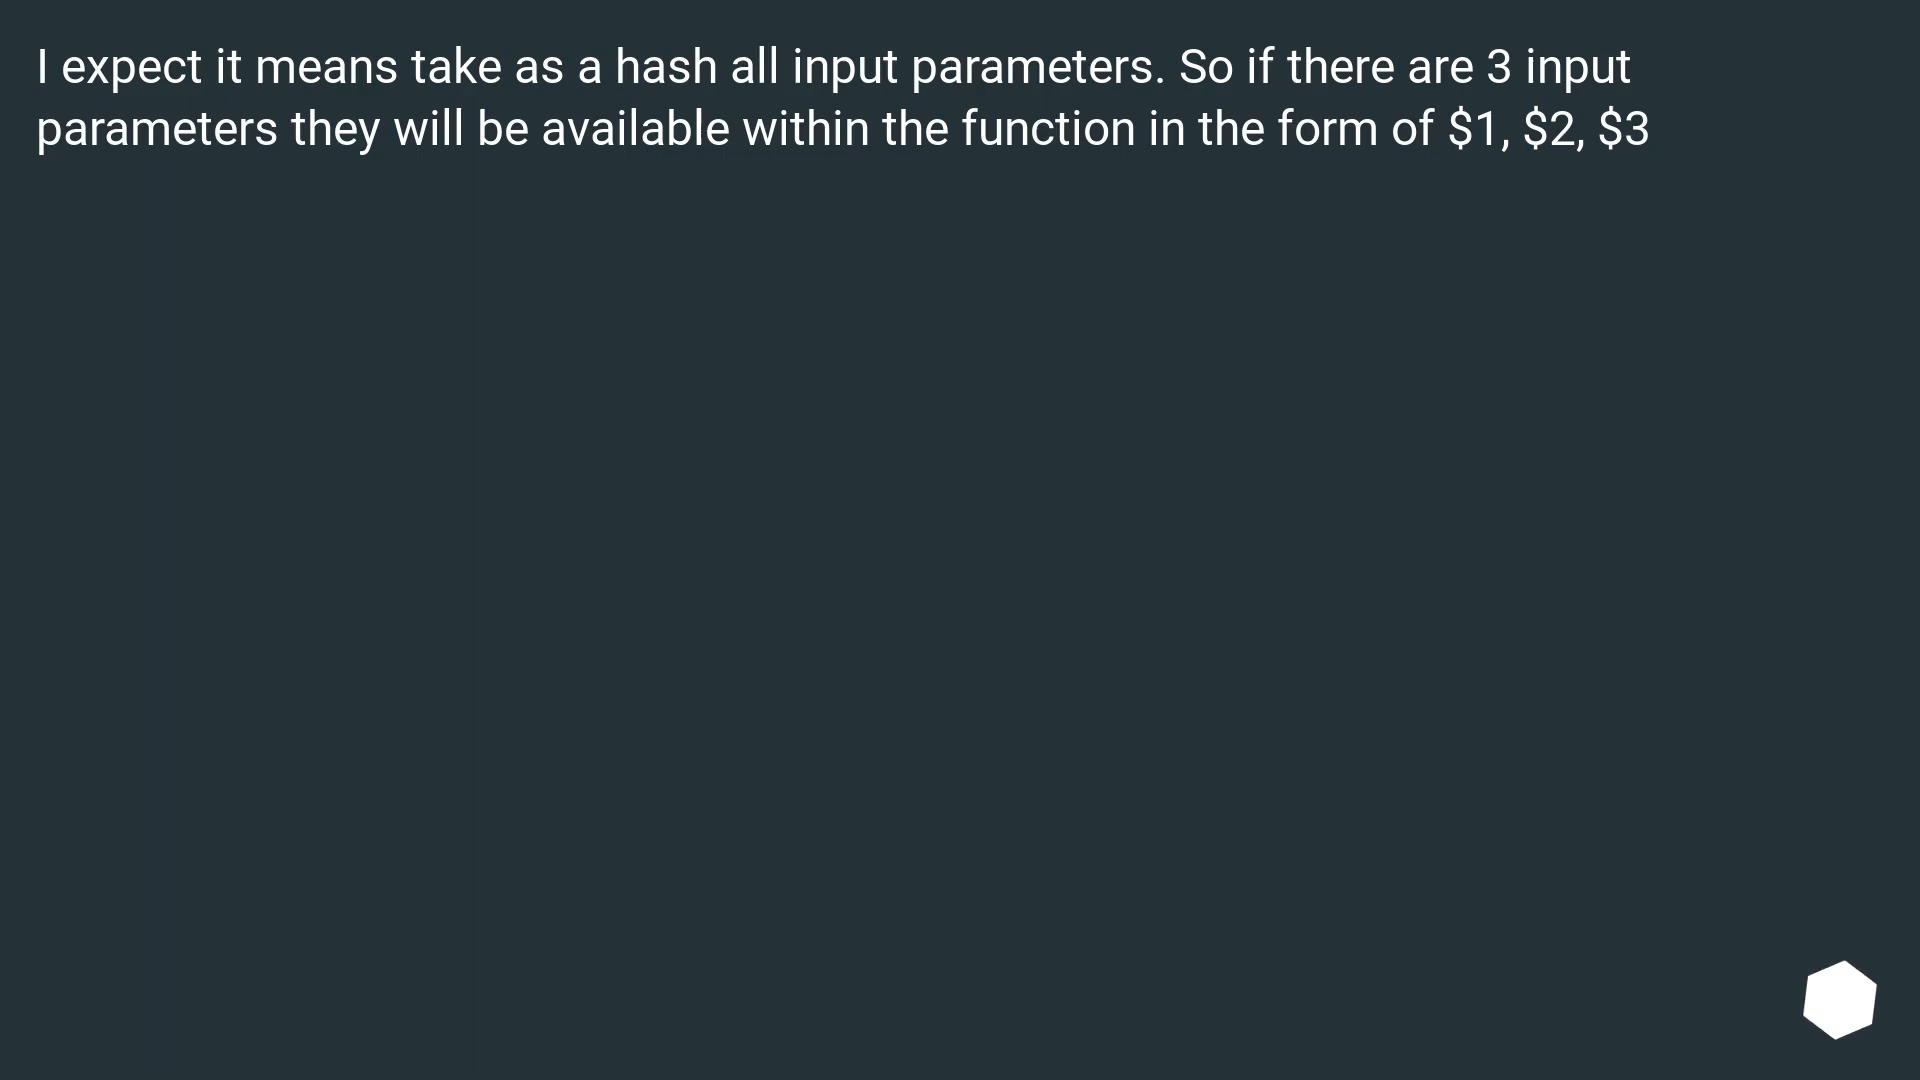 I expect it means take as a hash all input parameters. So if there are 3 input
parameters they will be available within the function in the form of $1, $2, $3